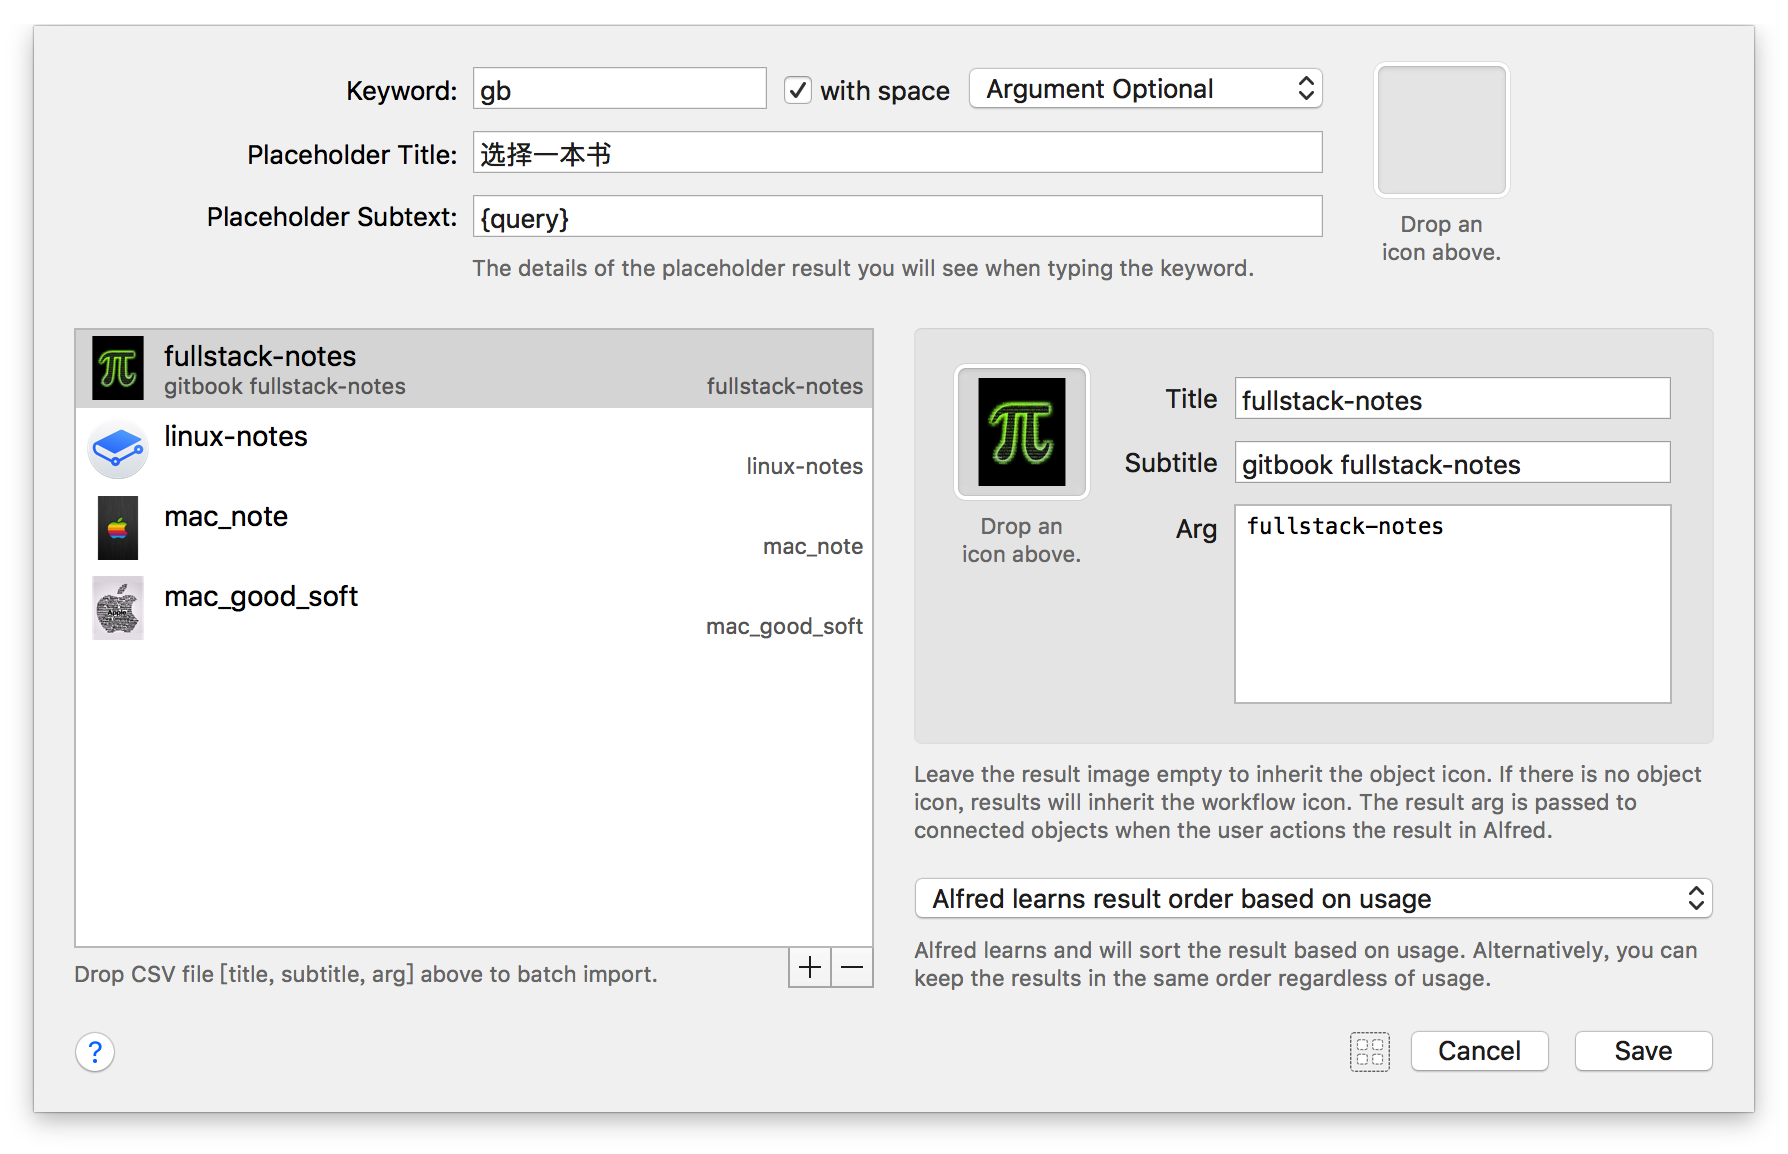 Keyword: gb with space Argument Optional
Placeholder Title: 选择一本书
Placeholder Subtext: {query}
The details of the placeholder result you will see when typing the keyword.
Drop an
icon above.
fullstack-notes
gitbook fullstack-notes fullstack-notes
linux-notes
linux-notes
mac_note
mac_note
mac_good_soft
mac_good_soft
Drop CSV file [title, subtitle, arg] above to batch import.
Drop an
icon above.
Title fullstack-notes
Subtitle gitbook fullstack-notes
Arg fullstack-notes
Leave the result image empty to inherit the object icon. If there is no object
icon, results will inherit the workflow icon. The result arg is passed to
connected objects when the user actions the result in Alfred.
Alfred learns result order based on usage
Alfred learns and will sort the result based on usage. Alternatively, you can
keep the results in the same order regardless of usage.
? Cancel Save